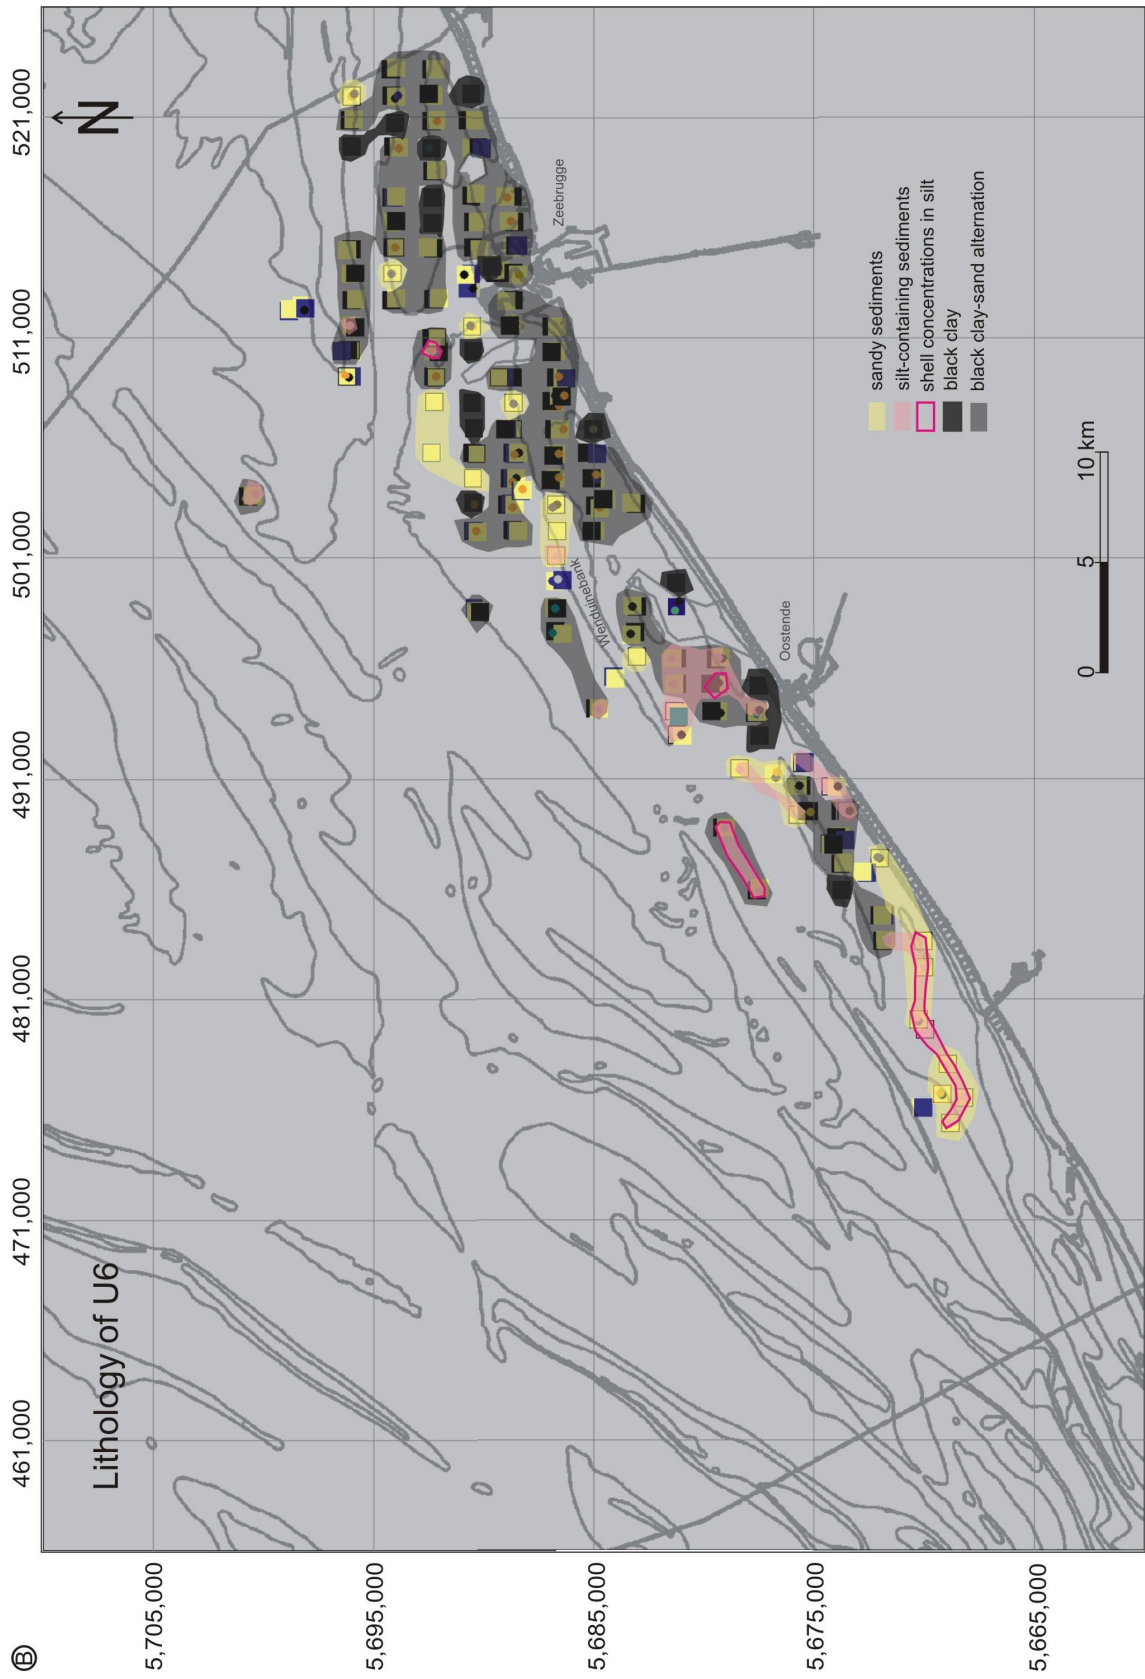 B
Lithology of U6
N
461,000
471,000
481,000
491,000
501,000
511,000
521,000
5,705,000
5,695,000
5,685,000
5,675,000
5,665,000
Wenduinebank
Zeebrugge
Oostende
sandy sediments
silt-containing sediments
shell concentrations in silt
black clay
black clay-sand alternation
0 5 10 km